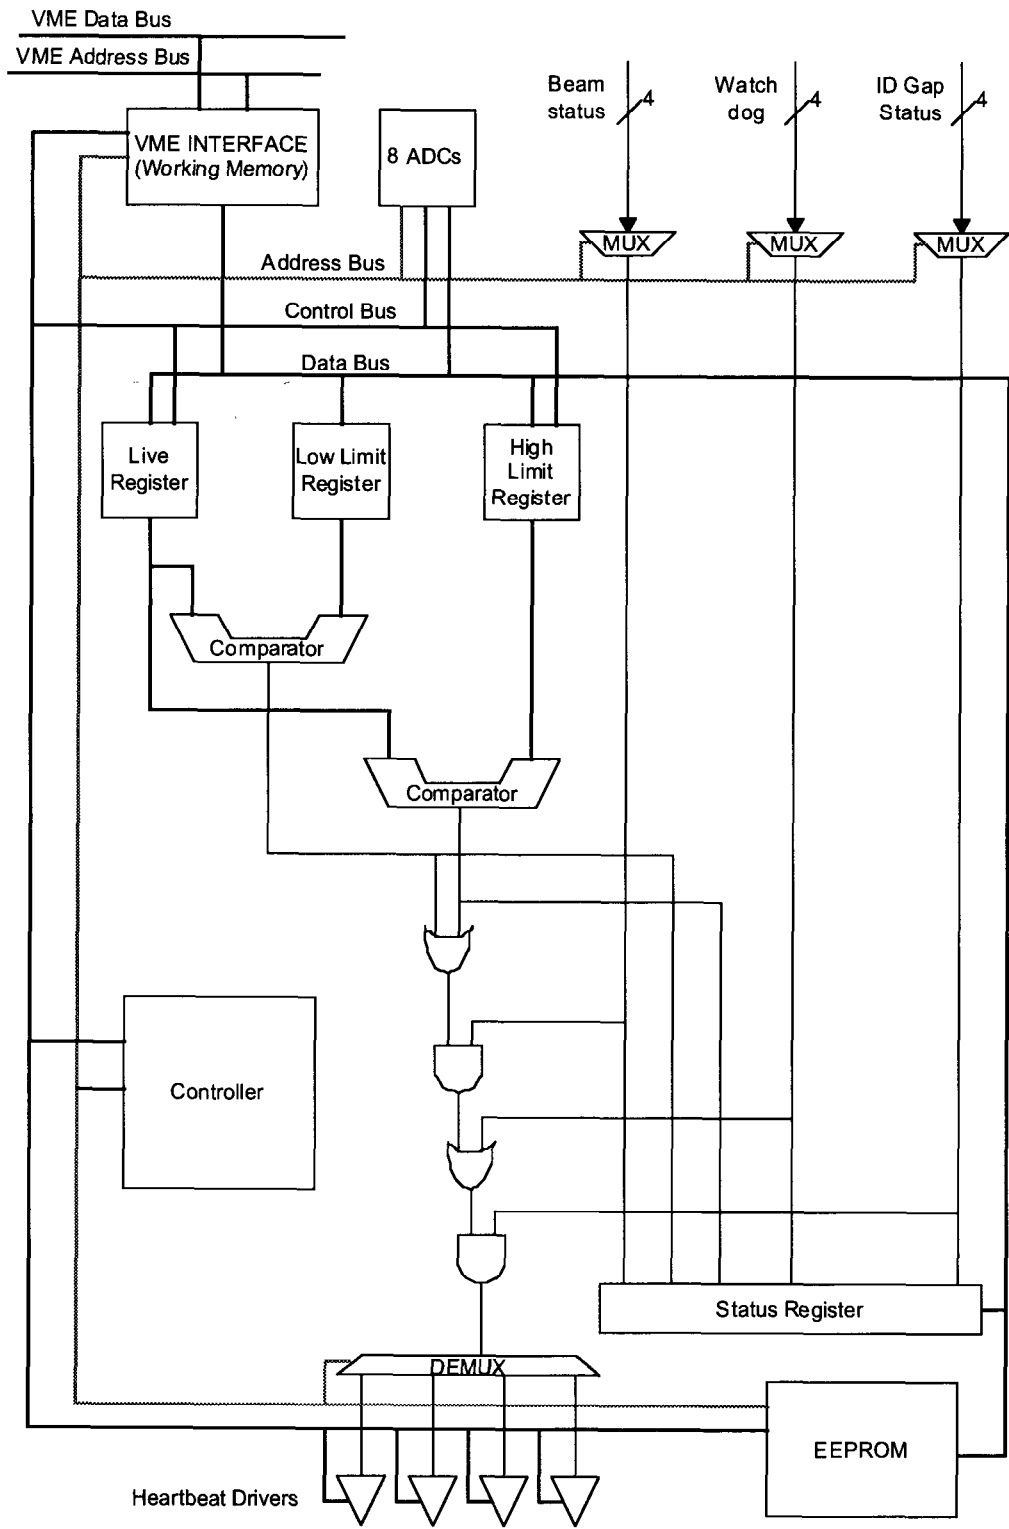 VME Data Bus
VME Address Bus
VME INTERFACE
(Working Memory)
8 ADCs
Beam
status
4
Watch
dog
4
ID Gap
Status
4
MUX
MUX
MUX
Address Bus
Control Bus
Data Bus
Live
Register
Low Limit
Register
High
Limit
Register
Comparator
Comparator
Controller
Status Register
DEMUX
EEPROM
Heartbeat Drivers